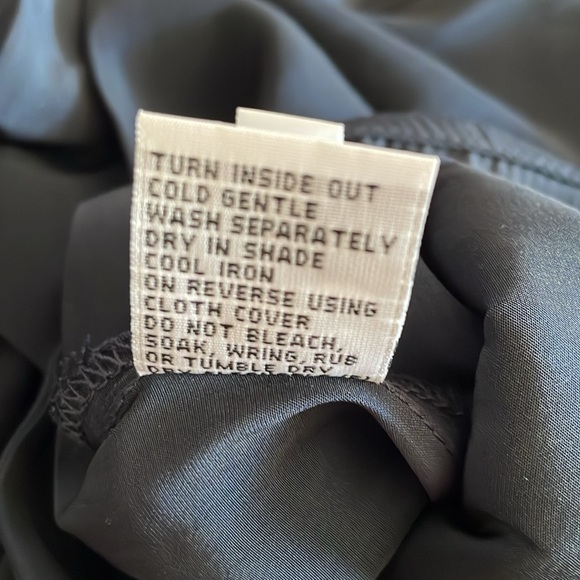 TURN INSIDE OUT
COLD GENTLE
WASH SEPARATELY
DRY IN SHADE
COOL IRON
ON REVERSE USING
CLOTH COVER
DO NOT BLEACH,
SOAK, WRING, RUB
OR TUMBLE DRY